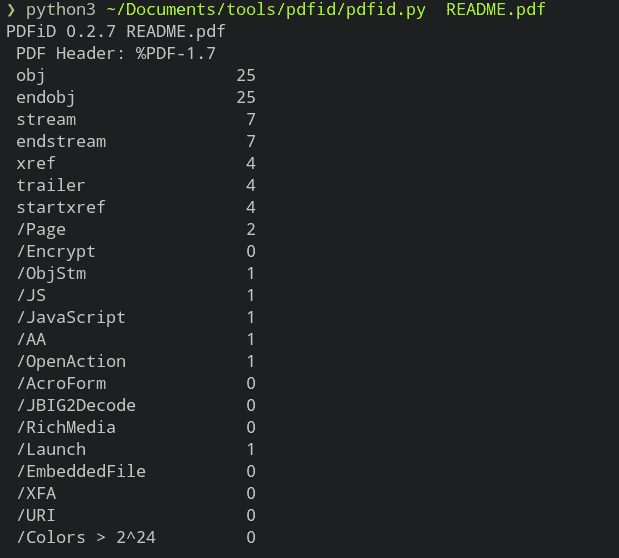 ❯ python3 ~/Documents/tools/pdfid/pdfid.py  README.pdf
PDFiD 0.2.7 README.pdf
 PDF Header: %PDF-1.7
 obj                   25
 endobj                25
 stream                 7
 endstream              7
 xref                   4
 trailer                4
 startxref              4
 /Page                  2
 /Encrypt               0
 /ObjStm                1
 /JS                    1
 /JavaScript            1
 /AA                    1
 /OpenAction            1
 /AcroForm              0
 /JBIG2Decode           0
 /RichMedia             0
 /Launch                1
 /EmbeddedFile          0
 /XFA                   0
 /URI                   0
 /Colors > 2^24         0